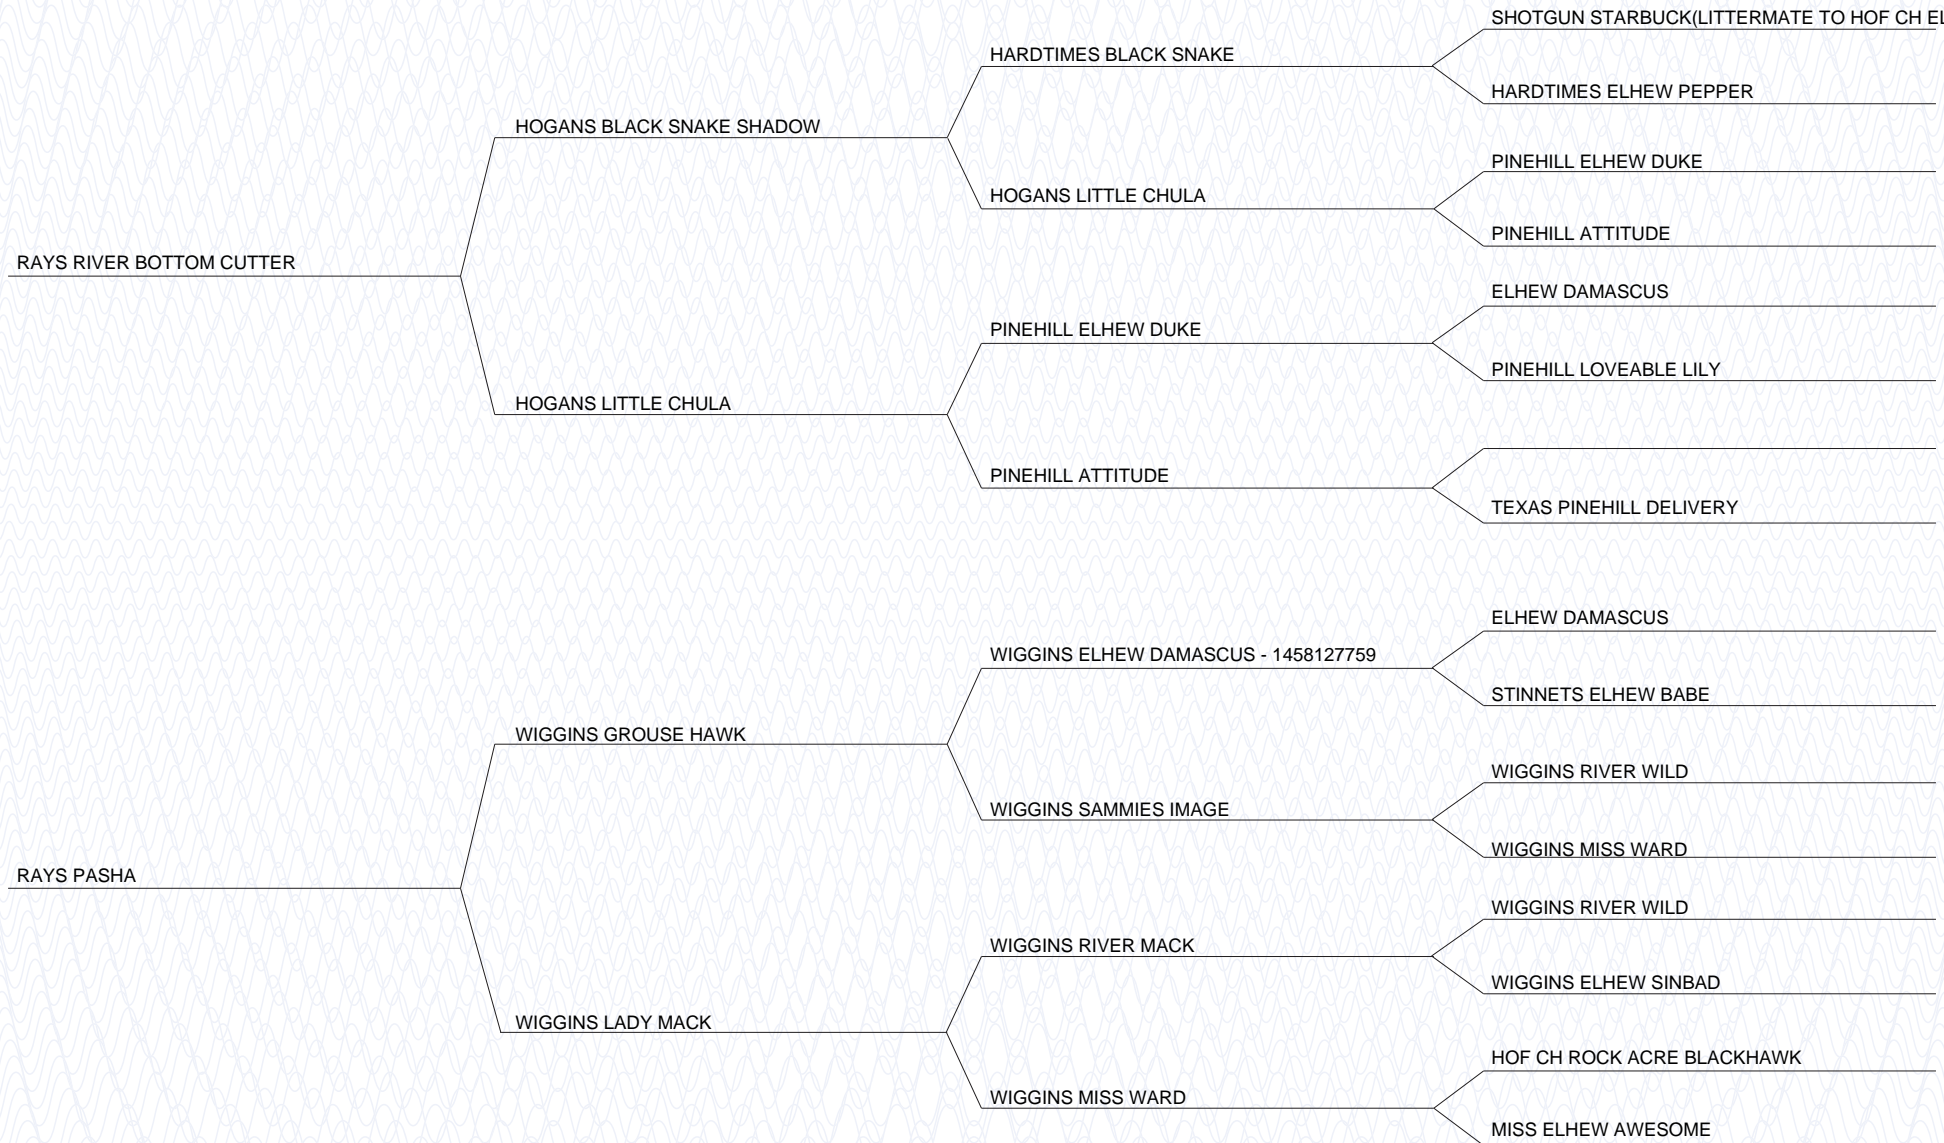 SHOTGUN STARBUCK(LITTERMATE TO HOF CH EL
HARDTIMES BLACK SNAKE
HARDTIMES ELHEW PEPPER
HOGANS BLACK SNAKE SHADOW
PINEHILL ELHEW DUKE
HOGANS LITTLE CHULA
PINEHILL ATTITUDE
RAYS RIVER BOTTOM CUTTER
ELHEW DAMASCUS
PINEHILL ELHEW DUKE
PINEHILL LOVEABLE LILY
HOGANS LITTLE CHULA
PINEHILL ATTITUDE
TEXAS PINEHILL DELIVERY
ELHEW DAMASCUS
WIGGINS ELHEW DAMASCUS - 1458127759
STINNETS ELHEW BABE
WIGGINS GROUSE HAWK
WIGGINS RIVER WILD
WIGGINS SAMMIES IMAGE
WIGGINS MISS WARD
RAYS PASHA
WIGGINS RIVER WILD
WIGGINS RIVER MACK
WIGGINS ELHEW SINBAD
WIGGINS LADY MACK
HOF CH ROCK ACRE BLACKHAWK
WIGGINS MISS WARD
MISS ELHEW AWESOME